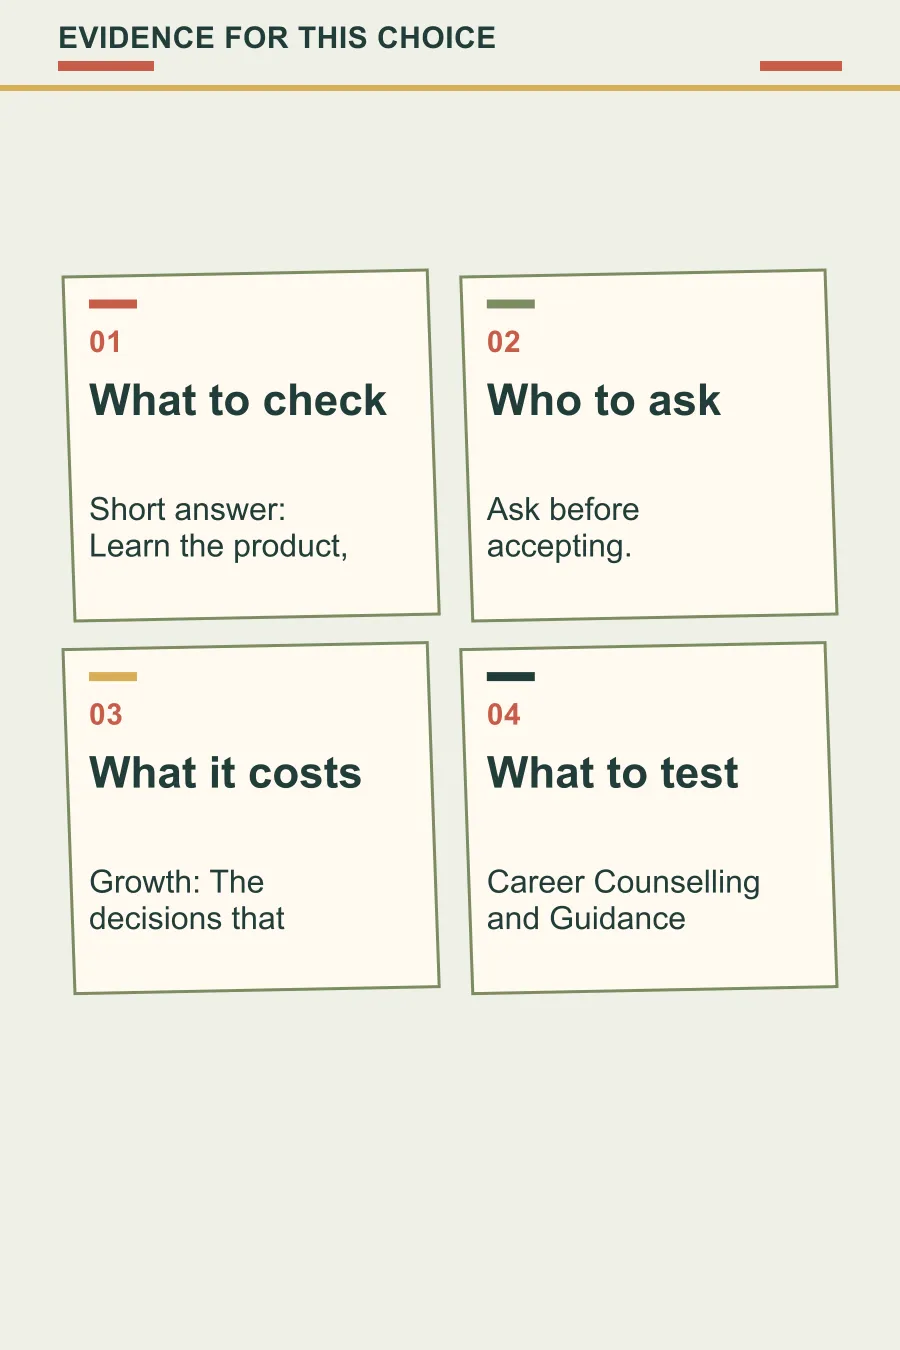 EVIDENCE FOR THIS CHOICE
01
What to check
Short answer:
Learn the product,
02
Who to ask
Ask before
accepting.
03
What it costs
Growth: The
decisions that
04
What to test
Career Counselling
and Guidance